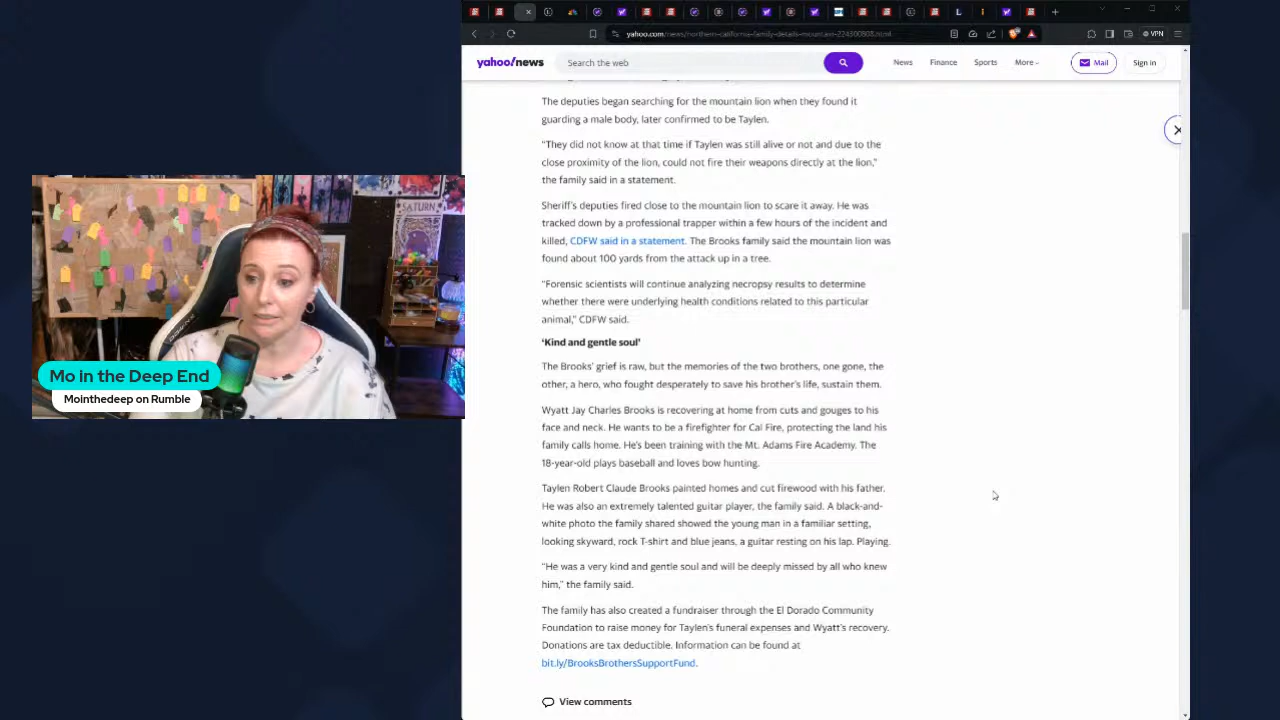 yahoo.com/news/northern-california-family-details-mountain-224300808.html
VPN
yahoo!news
Search the web
News
Finance
Sports
More
Mail
Sign in
The deputies began searching for the mountain lion when they found it
guarding a male body, later confirmed to be Taylen.
"They did not know at that time if Taylen was still alive or not and due to the
close proximity of the lion, could not fire their weapons directly at the lion,"
the family said in a statement.
Sheriff's deputies fired close to the mountain lion to scare it away. He was
tracked down by a professional trapper within a few hours of the incident and
killed, CDFW said in a statement. The Brooks family said the mountain lion was
found about 100 yards from the attack up in a tree.
"Forensic scientists will continue analyzing necropsy results to determine
whether there were underlying health conditions related to this particular
animal," CDFW said.
'Kind and gentle soul'
The Brooks' grief is raw, but the memories of the two brothers, one gone, the
other, a hero, who fought desperately to save his brother's life, sustain them.
Wyatt Jay Charles Brooks is recovering at home from cuts and gouges to his
face and neck. He wants to be a firefighter for Cal Fire, protecting the land his
family calls home. He's been training with the Mt. Adams Fire Academy. The
18-year-old plays baseball and loves bow hunting.
Taylen Robert Claude Brooks painted homes and cut firewood with his father.
He was also an extremely talented guitar player, the family said. A black-and-
white photo the family shared showed the young man in a familiar setting,
looking skyward, rock T-shirt and blue jeans, a guitar resting on his lap. Playing.
"He was a very kind and gentle soul and will be deeply missed by all who knew
him," the family said.
The family has also created a fundraiser through the El Dorado Community
Foundation to raise money for Taylen's funeral expenses and Wyatt's recovery.
Donations are tax deductible. Information can be found at
bit.ly/BrooksBrothersSupportFund.
View comments
SATURN
Mo in the Deep End
Mointhedeep on Rumble